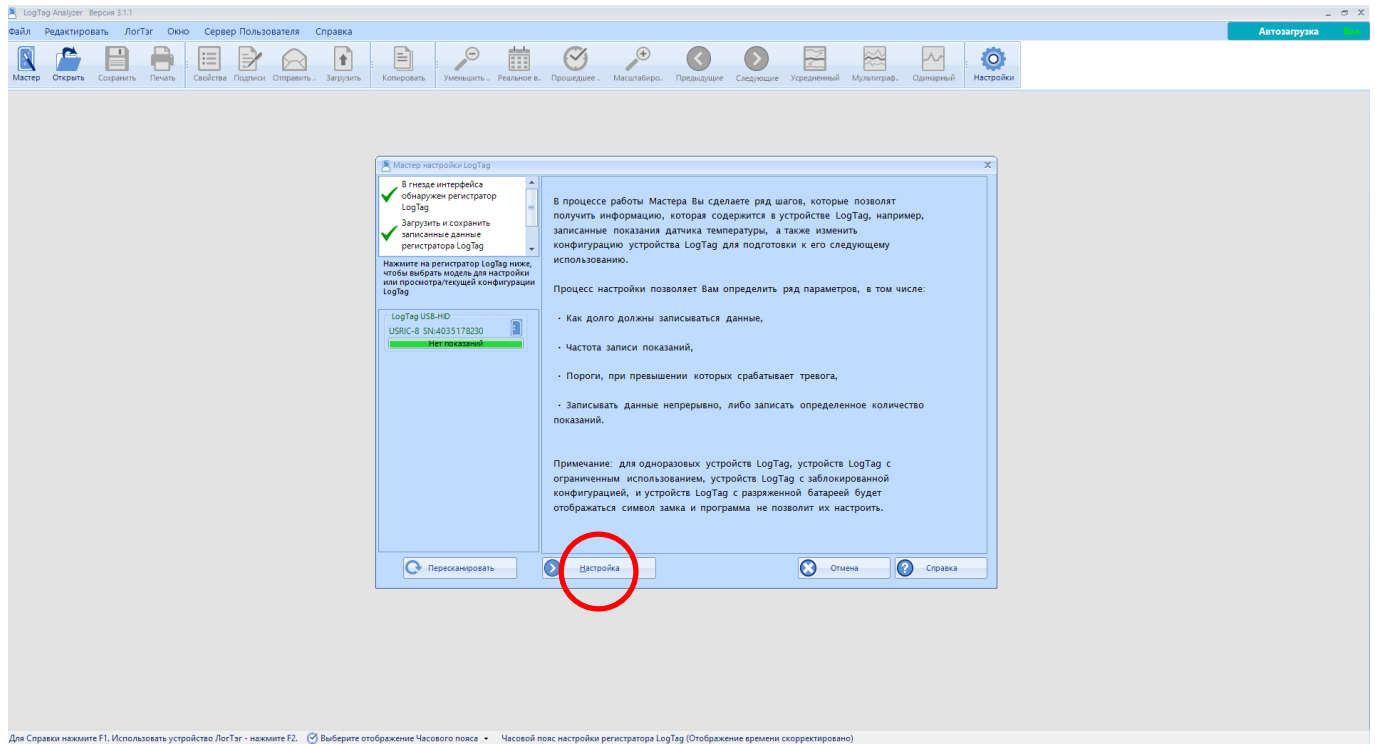 LogTag Analyzer Версия 3.1.1
Файл Редактировать ЛогТэг Окно Сервер Пользователя Справка
Автозагрузка Вкл
Мастер Открыть Сохранить Печать Свойства Подписи Отправить .. Загрузить Копировать Уменьшить .. Реальное в.. Прошедшее .. Масштабиро.. Предыдущие Следующие Усредненный Мультиграф.. Одинарный Настройки
Мастер настройки LogTag
В гнезде интерфейса
обнаружен регистратор
LogTag
Загрузить и сохранить
записанные данные
регистратора LogTag
Нажмите на регистратор LogTag ниже,
чтобы выбрать модель для настройки
или просмотра/текущей конфигурации
LogTag
LogTag USB-HID
USRIC-8 SN:4035178230
Нет показаний
В процессе работы Мастера Вы сделаете ряд шагов, которые позволят
получить информацию, которая содержится в устройстве LogTag, например,
записанные показания датчика температуры, а также изменить
конфигурацию устройства LogTag для подготовки к его следующему
использованию.
Процесс настройки позволяет Вам определить ряд параметров, в том числе:
· Как долго должны записываться данные,
· Частота записи показаний,
· Пороги, при превышении которых срабатывает тревога,
· Записывать данные непрерывно, либо записать определенное количество
показаний.
Примечание: для одноразовых устройств LogTag, устройств LogTag с
ограниченным использованием, устройств LogTag с заблокированной
конфигурацией, и устройств LogTag с разряженной батареей будет
отображаться символ замка и программа не позволит их настроить.
Пересканировать Настройка Отмена Справка
Для Справки нажмите F1. Использовать устройство ЛогТэг - нажмите F2. Выберите отображение Часового пояса Часовой пояс настройки регистратора LogTag (Отображение времени скорректировано)